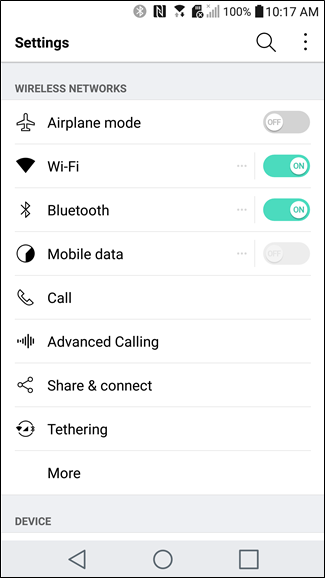 100% 10:17 AM
Settings
WIRELESS NETWORKS
Airplane mode OFF
Wi-Fi ON
Bluetooth ON
Mobile data OFF
Call
Advanced Calling
Share & connect
Tethering
More
DEVICE